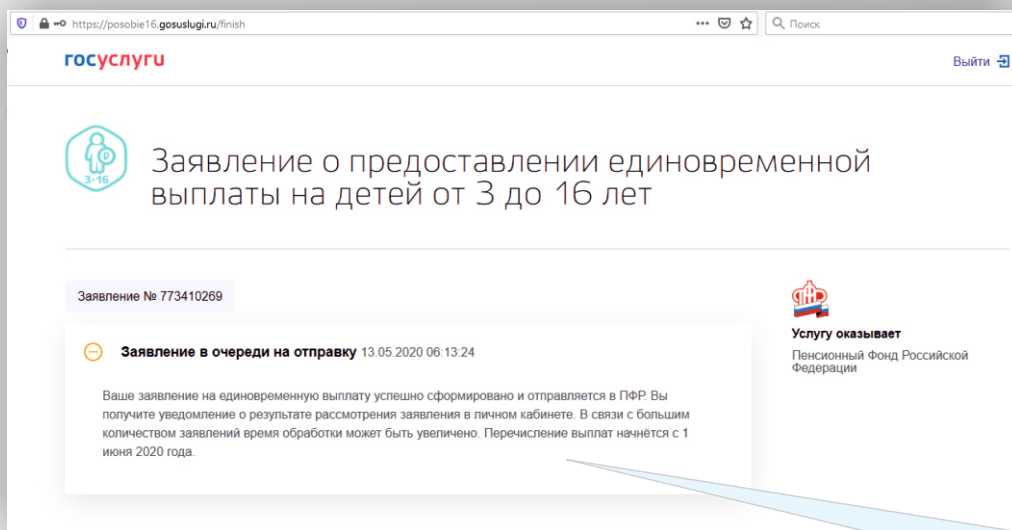 https://posobie16.gosuslugi.ru/finish
Поиск
госуслуги
Выйти
3-16
Заявление о предоставлении единовременной
выплаты на детей от 3 до 16 лет
Заявление № 773410269
Заявление в очереди на отправку 13.05.2020 06:13:24
Ваше заявление на единовременную выплату успешно сформировано и отправляется в ПФР. Вы
получите уведомление о результате рассмотрения заявления в личном кабинете. В связи с большим
количеством заявлений время обработки может быть увеличено. Перечисление выплат начнётся с 1
июня 2020 года.
Услугу оказывает
Пенсионный Фонд Российской
Федерации